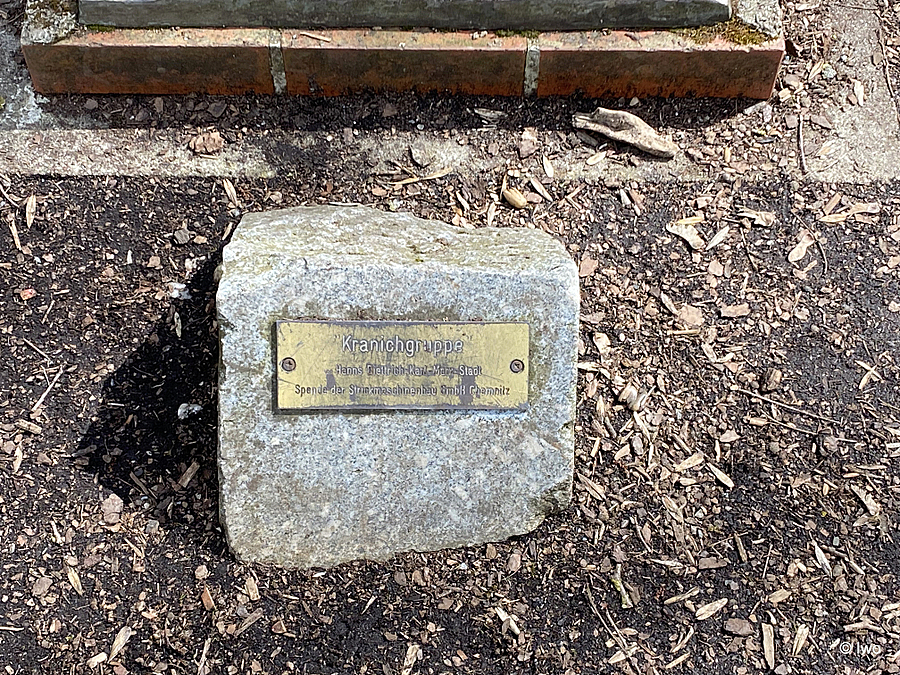 Kranichgruppe
Hanns Diettrich-Karl-Marx-Stadt
Spende der Strickmaschinenbau GmbH Chemnitz
© Iwo